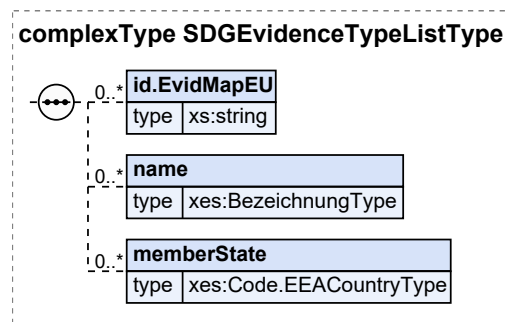 complexType SDGEvidenceTypeListType
0..* id.EvidMapEU
type xs:string
0..* name
type xes:BezeichnungType
0..* memberState
type xes:Code.EEACountryType